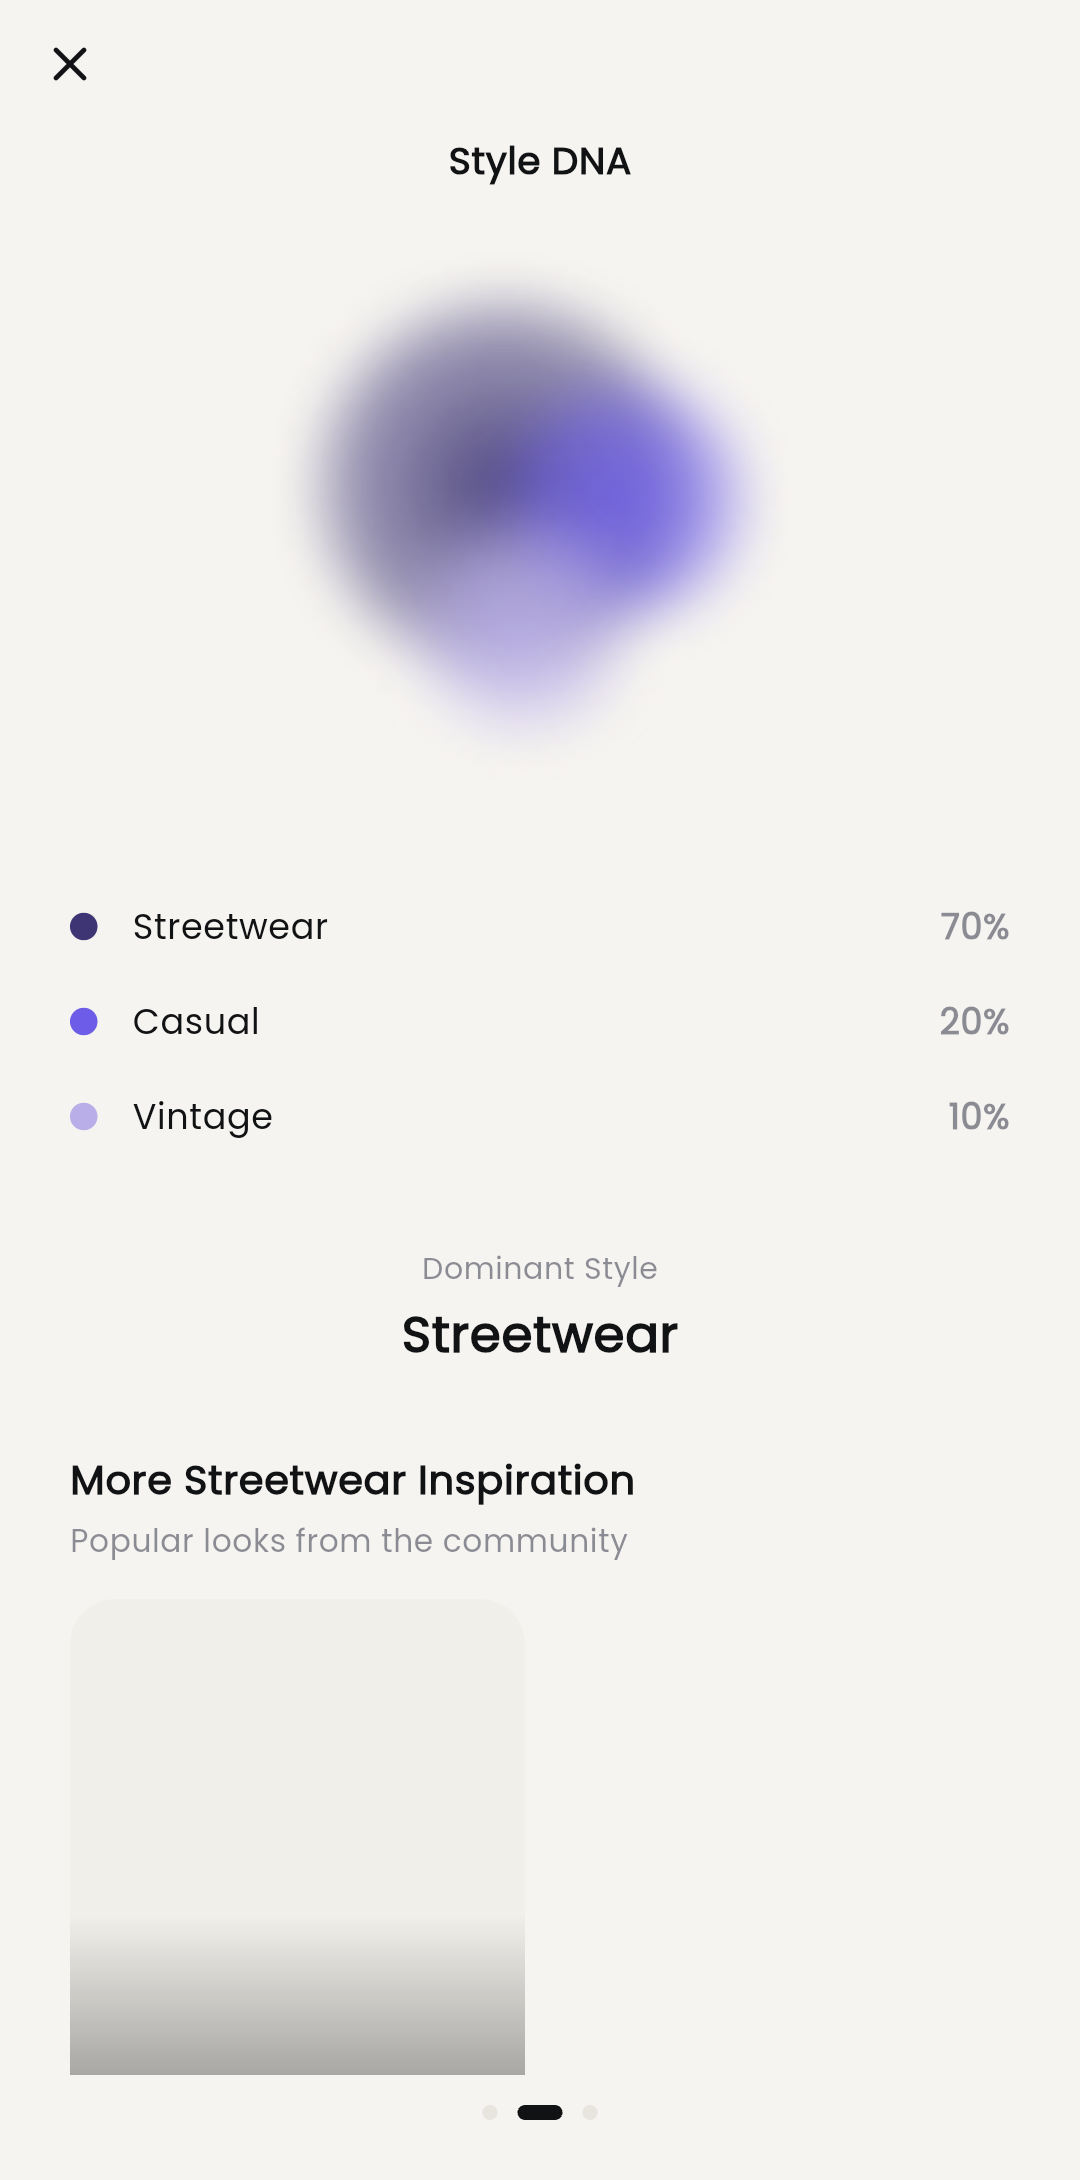 Style DNA
Streetwear 70%
Casual 20%
Vintage 10%
Dominant Style
Streetwear
More Streetwear Inspiration
Popular looks from the community